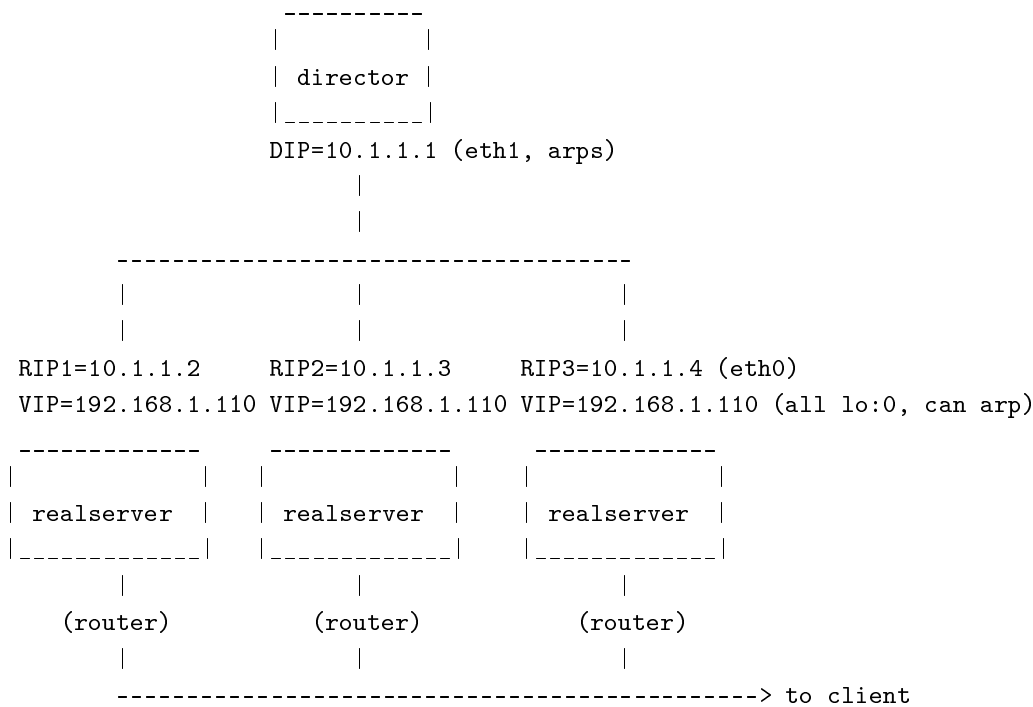 director
DIP=10.1.1.1 (eth1, arps)
RIP1=10.1.1.2 RIP2=10.1.1.3 RIP3=10.1.1.4 (eth0)
VIP=192.168.1.110 VIP=192.168.1.110 VIP=192.168.1.110 (all lo:0, can arp)
realserver realserver realserver
(router) (router) (router)
to client